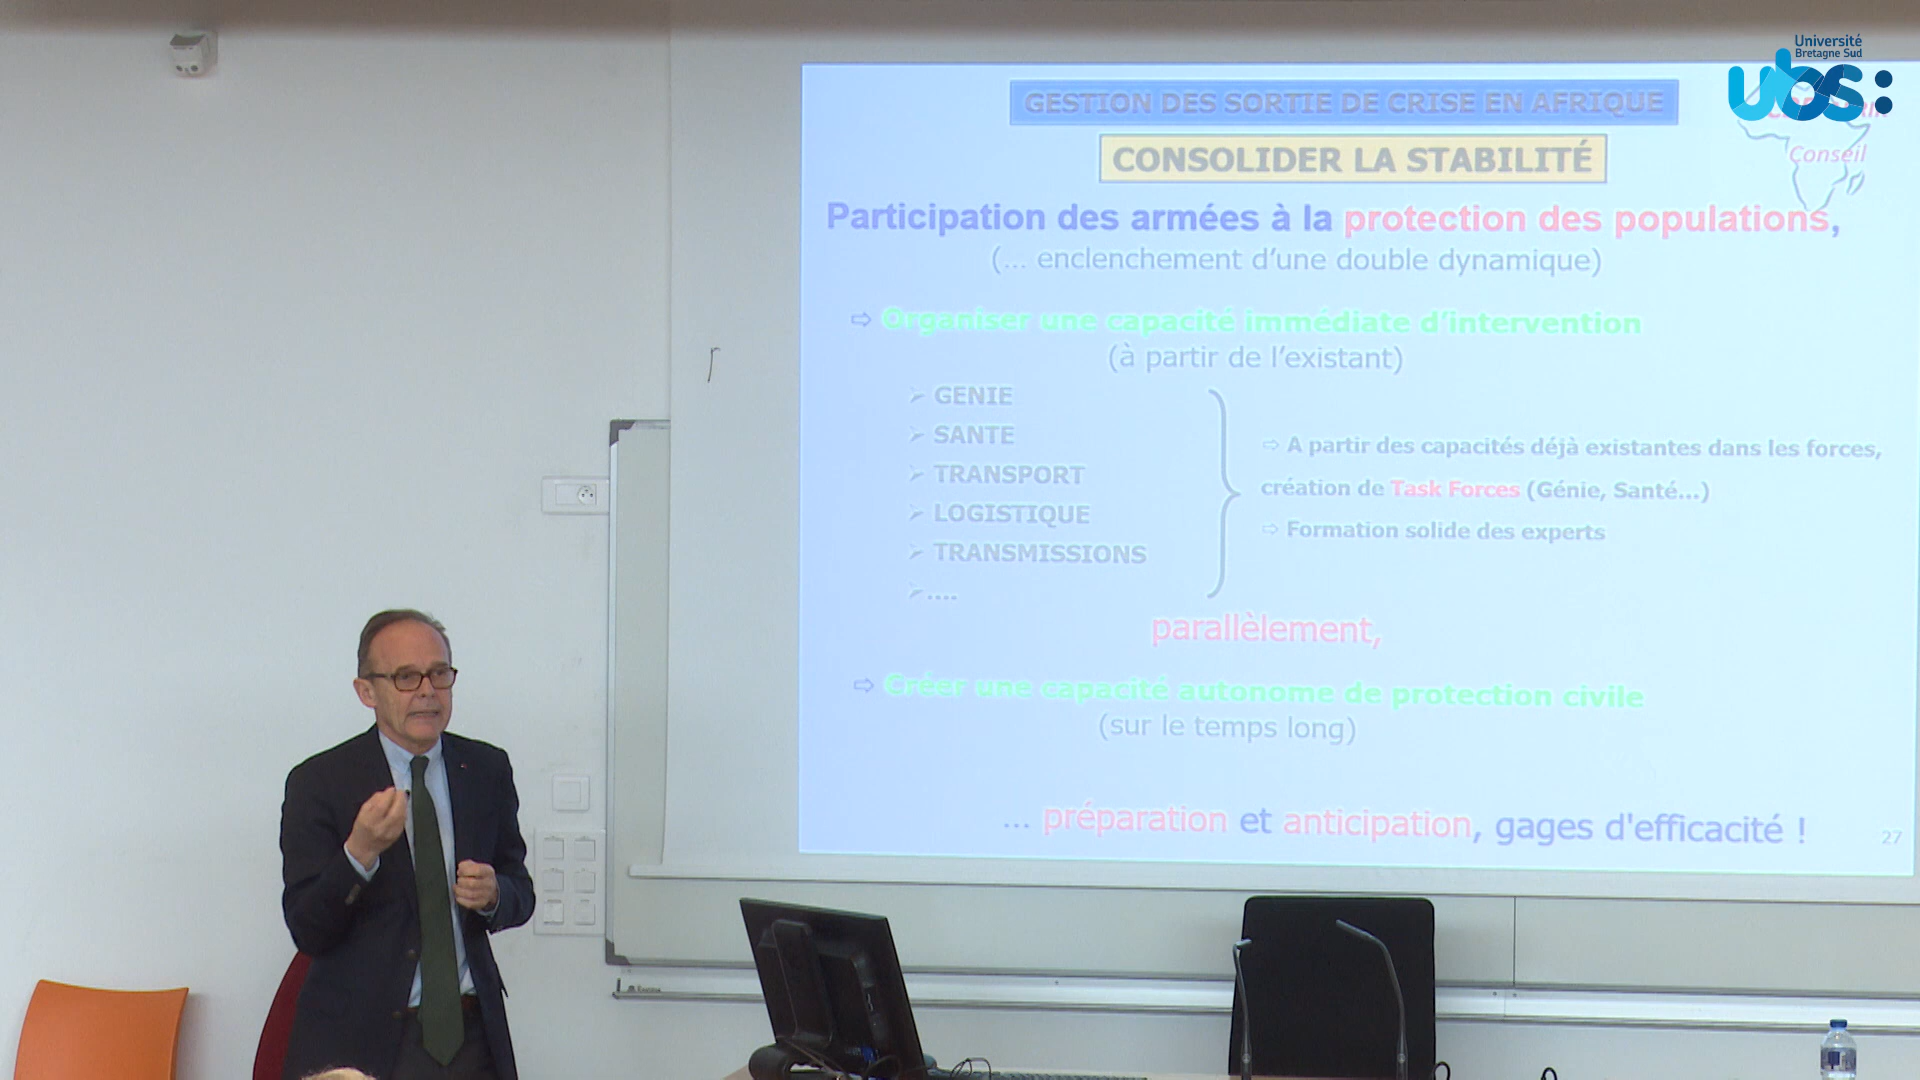 Université
Bretagne Sud
ubs:
GESTION DES SORTIE DE CRISE EN AFRIQUE
CONSOLIDER LA STABILITÉ
Conseil
Participation des armées à la protection des populations,
(... enclenchement d'une double dynamique)
⇨ Organiser une capacité immédiate d'intervention
(à partir de l'existant)
➢ GENIE
➢ SANTE
➢ TRANSPORT
➢ LOGISTIQUE
➢ TRANSMISSIONS
➢ ....
⇨ A partir des capacités déjà existantes dans les forces,
création de Task Forces (Génie, Santé...)
⇨ Formation solide des experts
parallèlement,
⇨ Créer une capacité autonome de protection civile
(sur le temps long)
... préparation et anticipation, gages d'efficacité !
27